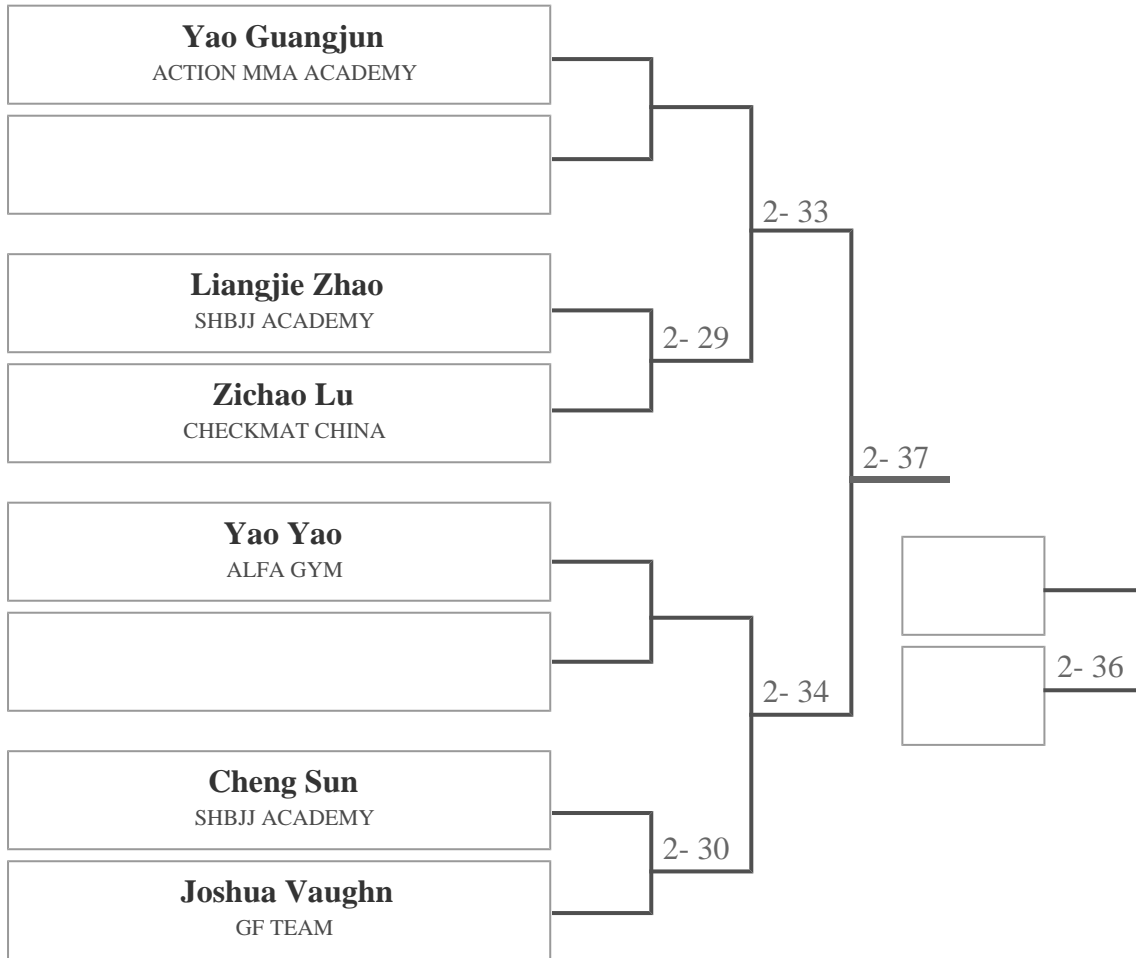 Yao Guangjun
ACTION MMA ACADEMY
2- 33
Liangjie Zhao
SHBJJ ACADEMY
2- 29
Zichao Lu
CHECKMAT CHINA
2- 37
Yao Yao
ALFA GYM
2- 36
2- 34
Cheng Sun
SHBJJ ACADEMY
2- 30
Joshua Vaughn
GF TEAM